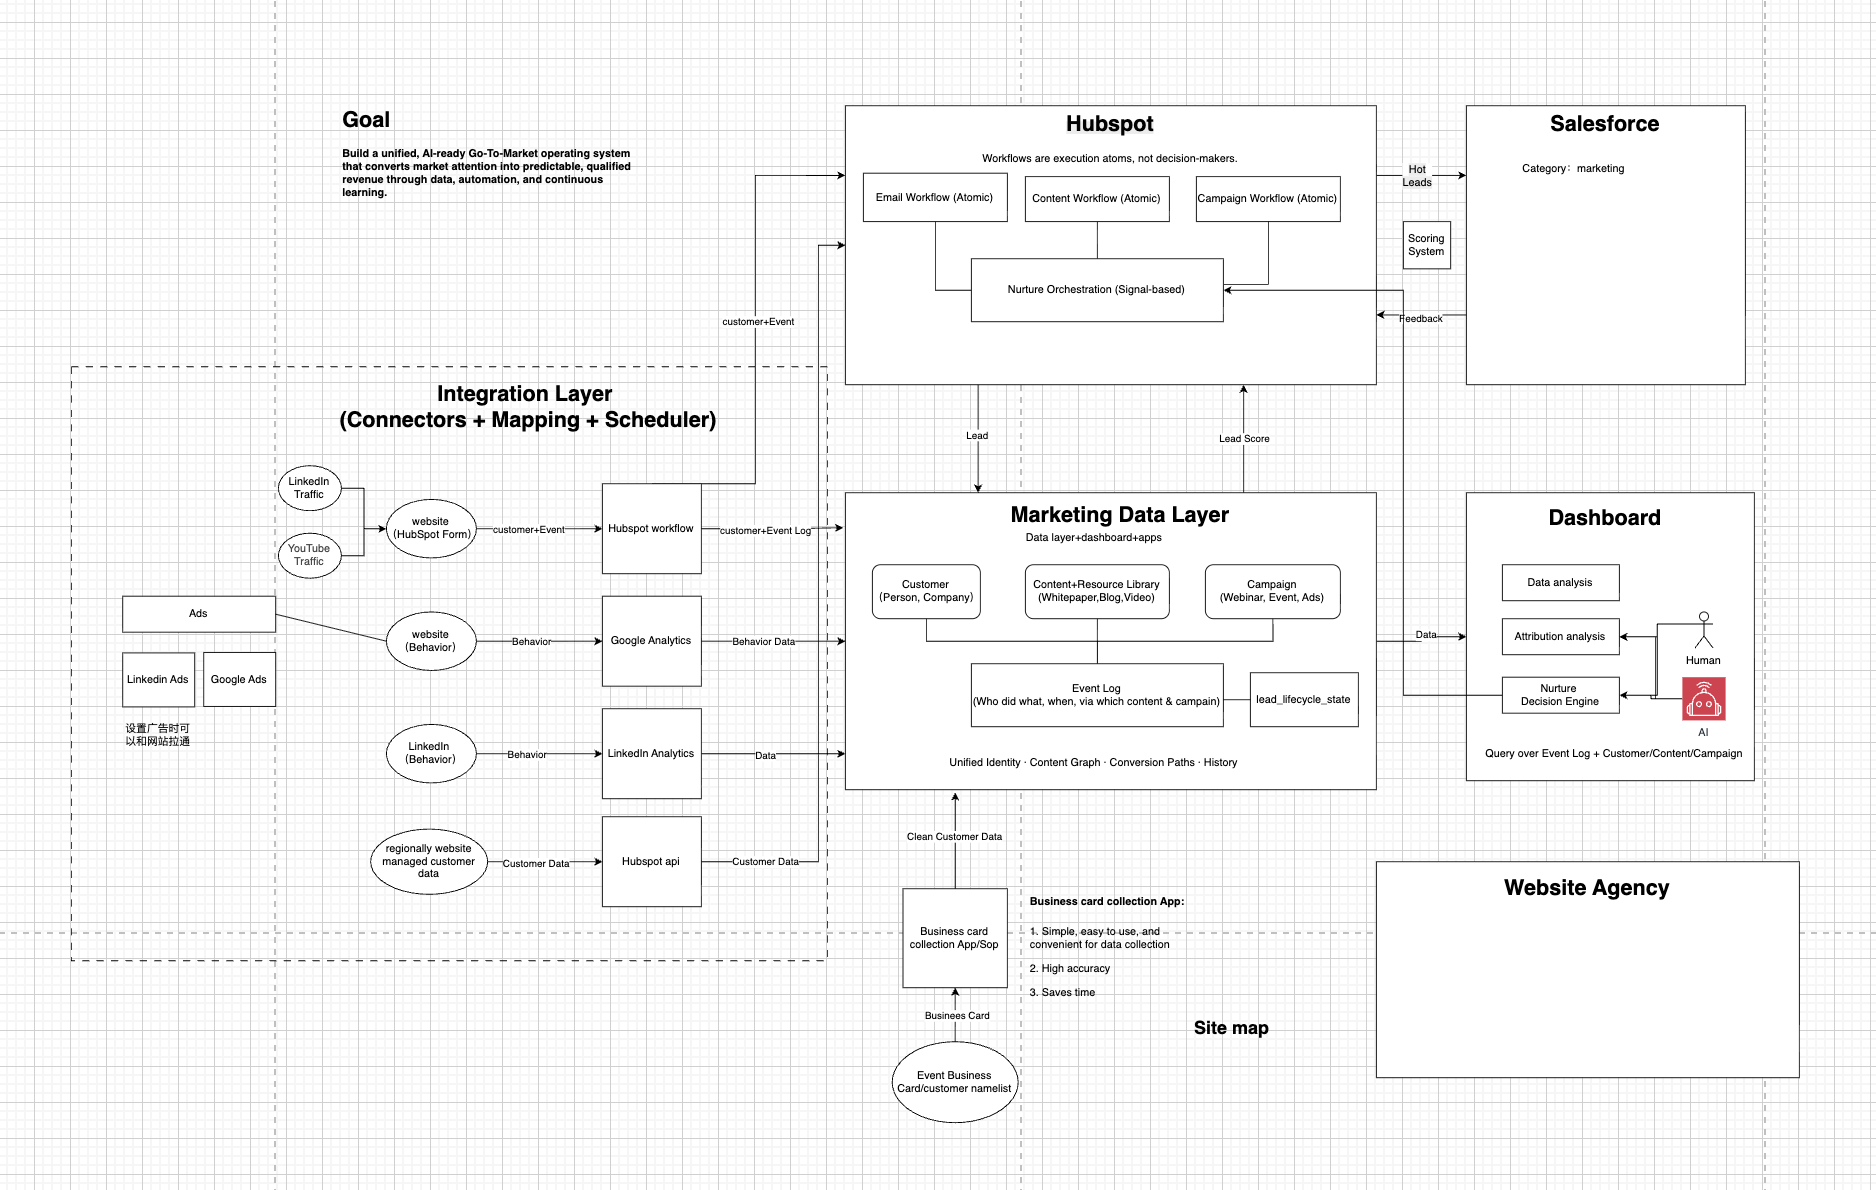 Goal
Build a unified, AI-ready Go-To-Market operating system
that converts market attention into predictable, qualified
revenue through data, automation, and continuous
learning.
Hubspot
Workflows are execution atoms, not decision-makers.
Email Workflow (Atomic)
Content Workflow (Atomic)
Campaign Workflow (Atomic)
Nurture Orchestration (Signal-based)
Hot
Leads
Scoring
System
Feedback
Salesforce
Category：marketing
customer+Event
Integration Layer
(Connectors + Mapping + Scheduler)
LinkedIn
Traffic
YouTube
Traffic
website
(HubSpot Form)
customer+Event
Hubspot workflow
customer+Event Log
Ads
Linkedin Ads
Google Ads
设置广告时可
以和网站拉通
website
(Behavior)
Behavior
Google Analytics
Behavior Data
LinkedIn
(Behavior)
Behavior
LinkedIn Analytics
Data
regionally website
managed customer
data
Customer Data
Hubspot api
Customer Data
Lead
Lead Score
Marketing Data Layer
Data layer+dashboard+apps
Customer
(Person, Company)
Content+Resource Library
(Whitepaper,Blog,Video)
Campaign
(Webinar, Event, Ads)
Event Log
(Who did what, when, via which content & campain)
lead_lifecycle_state
Unified Identity · Content Graph · Conversion Paths · History
Data
Dashboard
Data analysis
Attribution analysis
Nurture
Decision Engine
Human
AI
Query over Event Log + Customer/Content/Campaign
Clean Customer Data
Business card
collection App/Sop
Business card collection App:
1. Simple, easy to use, and
convenient for data collection
2. High accuracy
3. Saves time
Businees Card
Event Business
Card/customer namelist
Site map
Website Agency